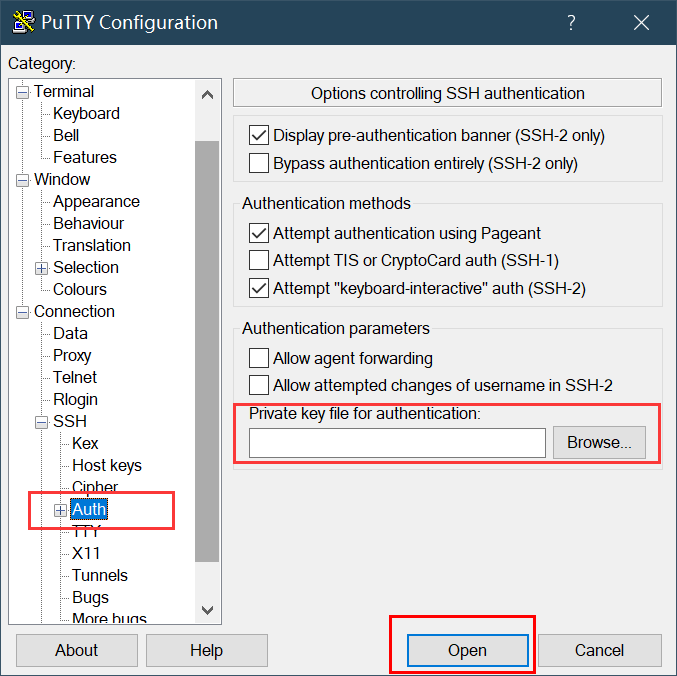 PuTTY Configuration
Category:
Terminal
Keyboard
Bell
Features
Window
Appearance
Behaviour
Translation
Selection
Colours
Connection
Data
Proxy
Telnet
Rlogin
SSH
Kex
Host keys
Cipher
Auth
TTY
X11
Tunnels
Bugs
More bugs
Options controlling SSH authentication
Display pre-authentication banner (SSH-2 only)
Bypass authentication entirely (SSH-2 only)
Authentication methods
Attempt authentication using Pageant
Attempt TIS or CryptoCard auth (SSH-1)
Attempt "keyboard-interactive" auth (SSH-2)
Authentication parameters
Allow agent forwarding
Allow attempted changes of username in SSH-2
Private key file for authentication:
Browse...
About
Help
Open
Cancel